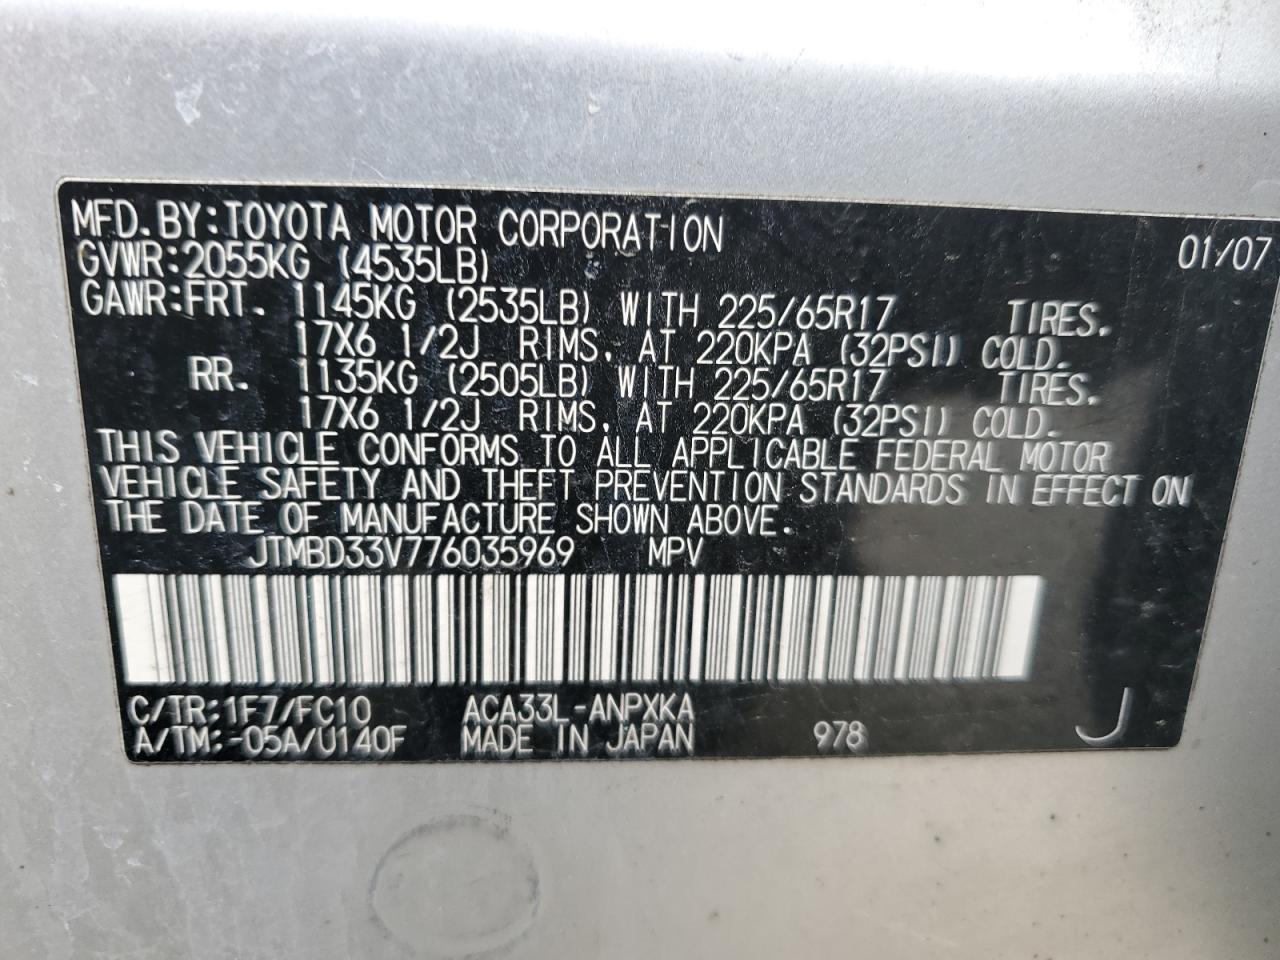 MFD. BY: TOYOTA MOTOR CORPORATION 01/07
GVWR: 2055KG (4535LB)
GAWR: FRT. 1145KG (2535LB) WITH 225/65R17 TIRES.
17X6 1/2J RIMS, AT 220KPA (32PSI) COLD.
RR. 1135KG (2505LB) WITH 225/65R17 TIRES.
17X6 1/2J RIMS, AT 220KPA (32PSI) COLD.
THIS VEHICLE CONFORMS TO ALL APPLICABLE FEDERAL MOTOR
VEHICLE SAFETY AND THEFT PREVENTION STANDARDS IN EFFECT ON
THE DATE OF MANUFACTURE SHOWN ABOVE.
JTMBD33V776035969 MPV
C/TR: 1F7/FC10 ACA33L-ANPXKA
A/TM: -05A/U140F MADE IN JAPAN 978 J